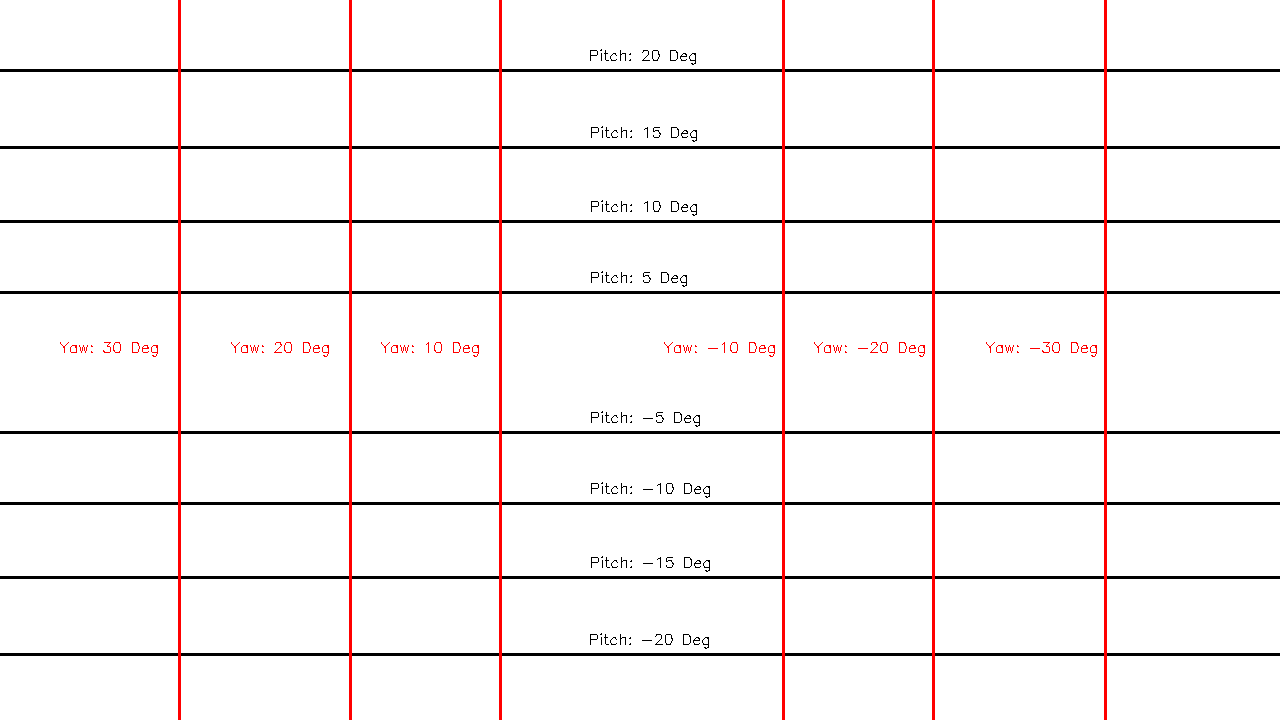 Pitch: 20 Deg
Pitch: 15 Deg
Pitch: 10 Deg
Pitch: 5 Deg
Yaw: 30 Deg
Yaw: 20 Deg
Yaw: 10 Deg
Yaw: −10 Deg
Yaw: −20 Deg
Yaw: −30 Deg
Pitch: −5 Deg
Pitch: −10 Deg
Pitch: −15 Deg
Pitch: −20 Deg